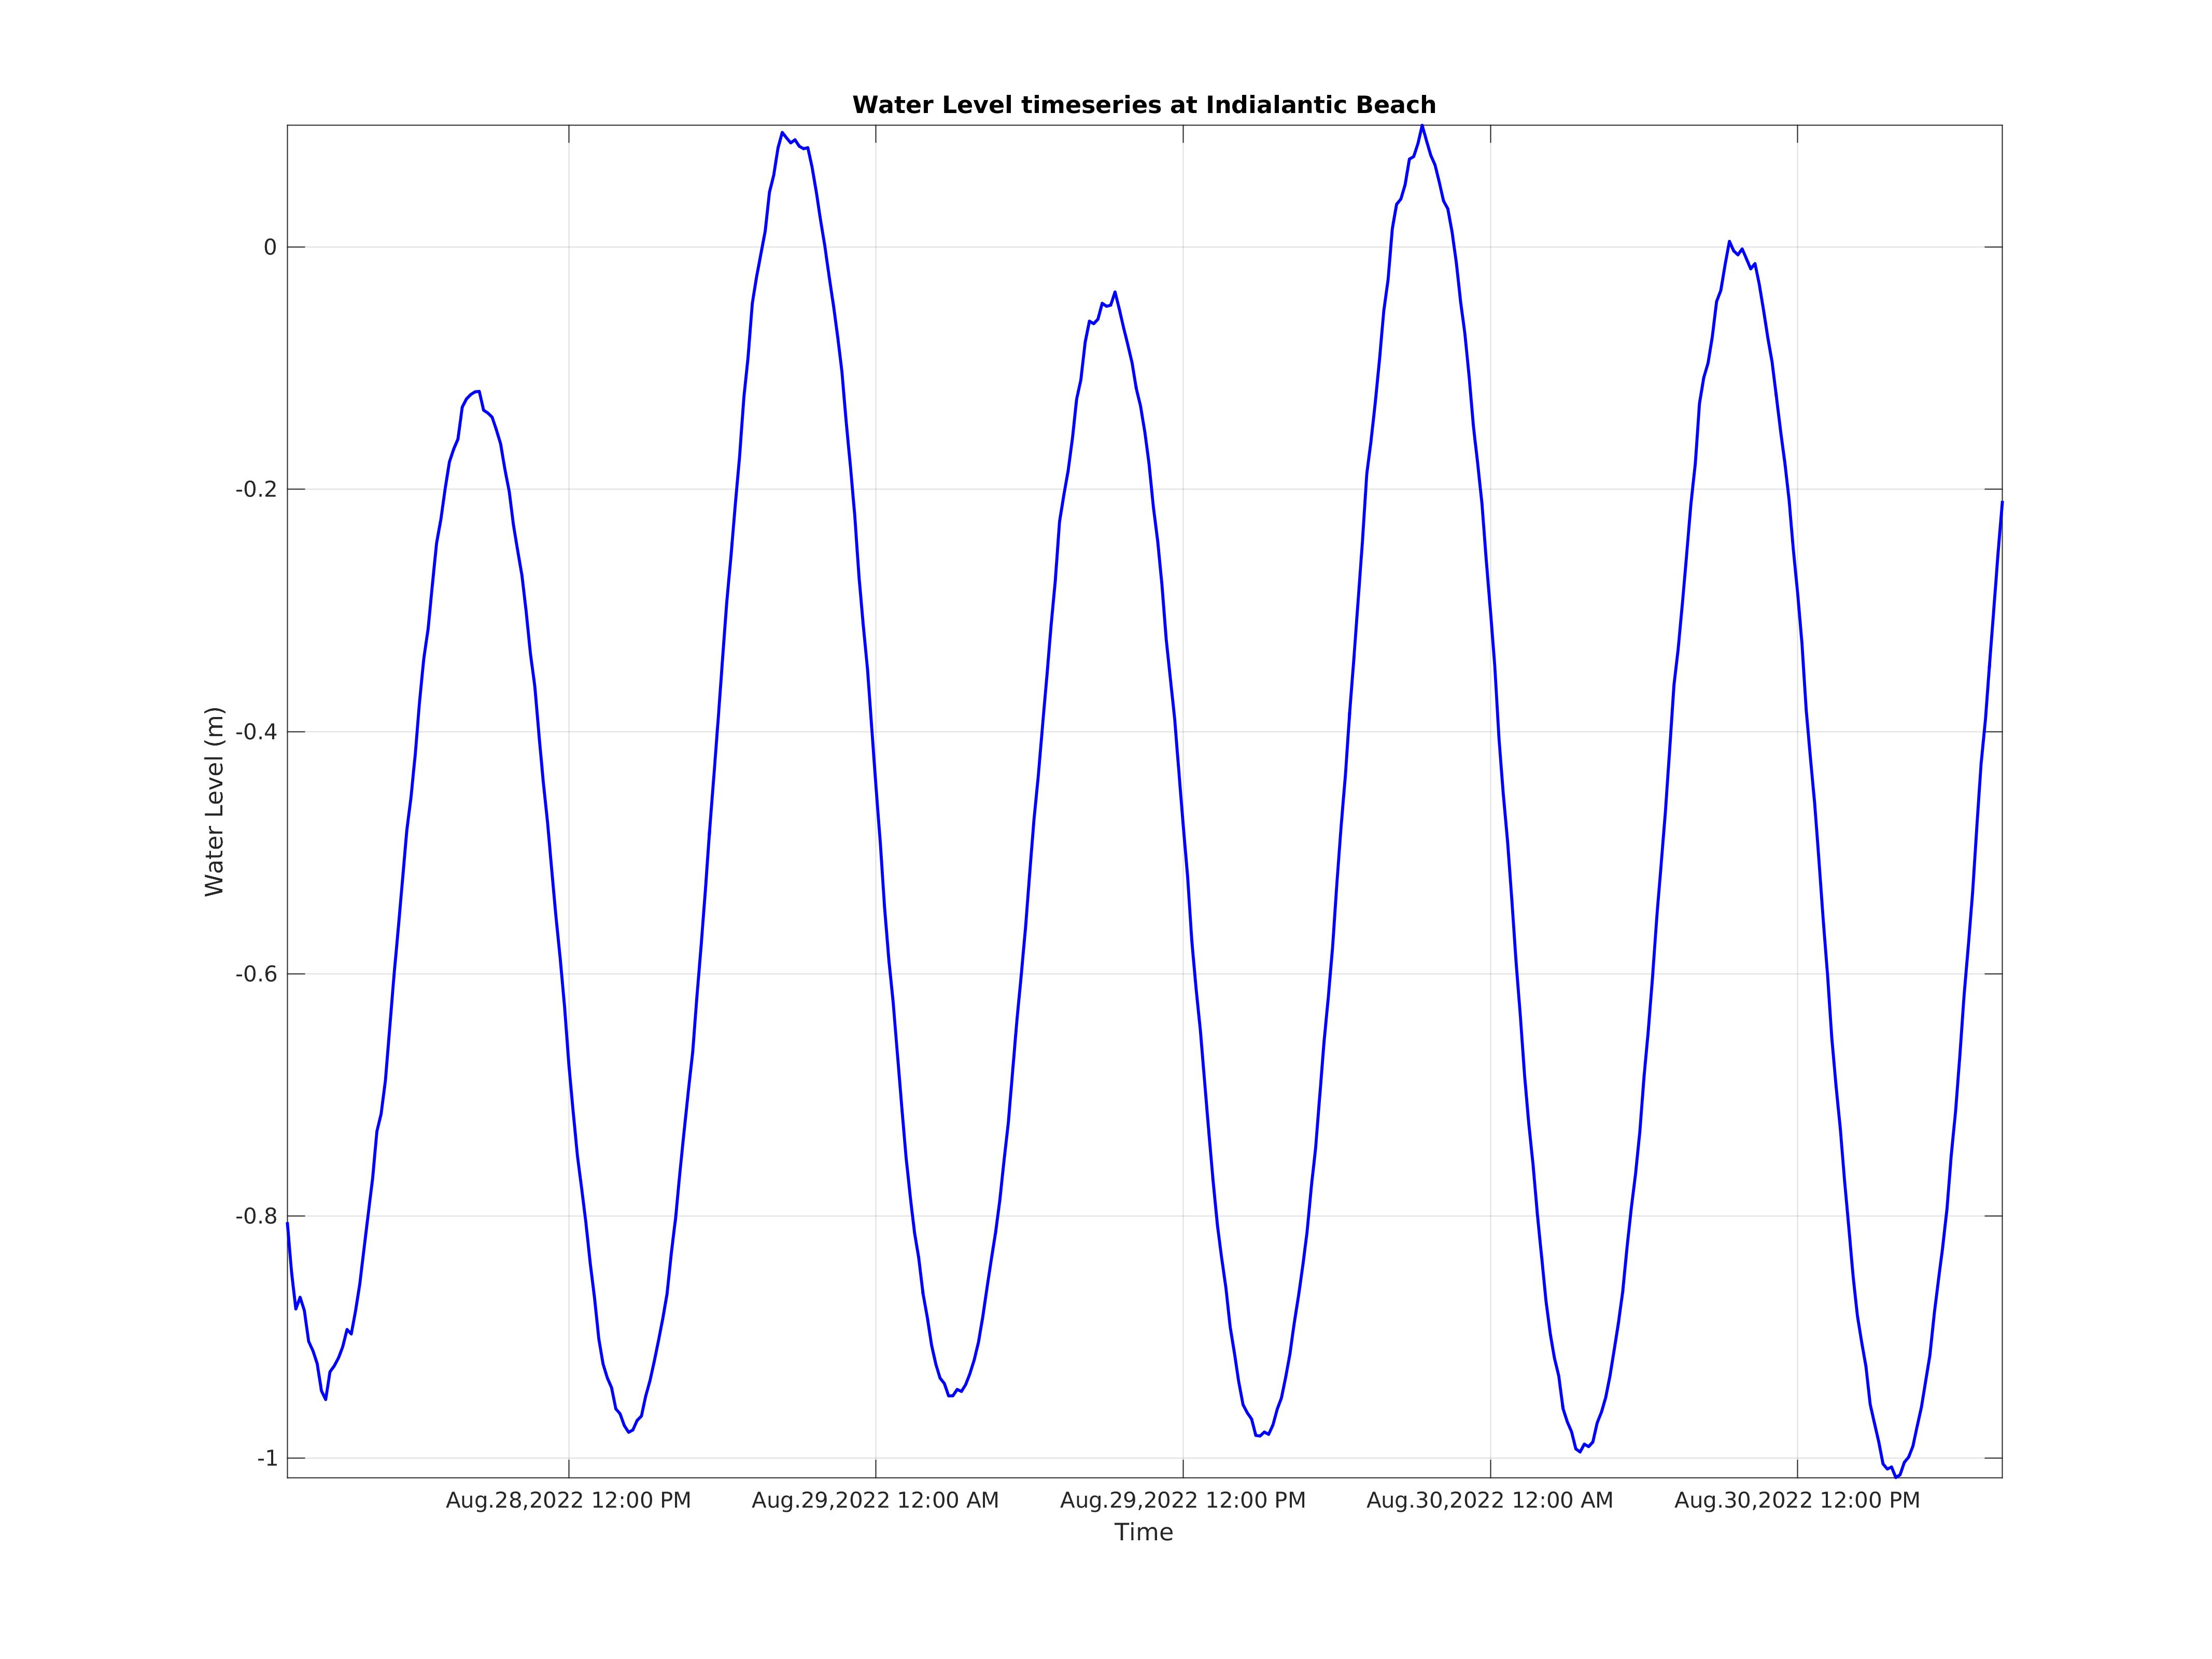 Water Level timeseries at Indialantic Beach
0
-0.2
-0.4
-0.6
-0.8
-1
Water Level (m)
Aug.28,2022 12:00 PM
Aug.29,2022 12:00 AM
Aug.29,2022 12:00 PM
Aug.30,2022 12:00 AM
Aug.30,2022 12:00 PM
Time